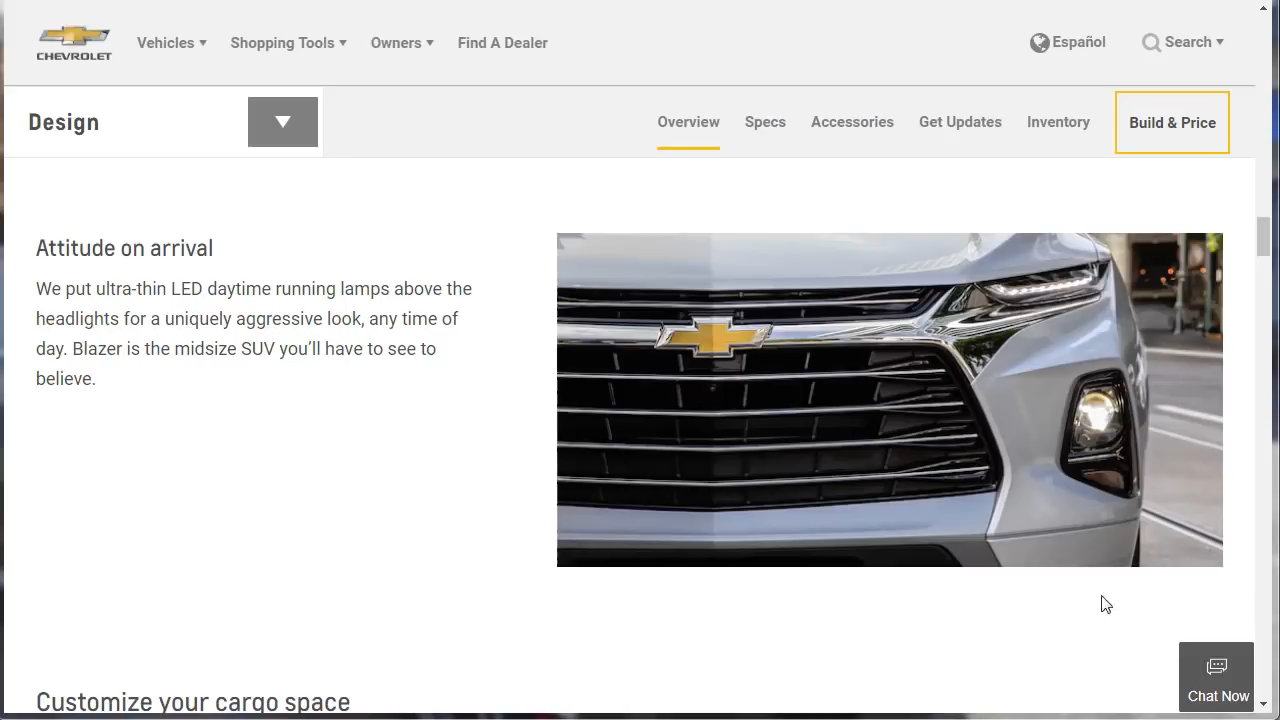 CHEVROLET
Vehicles
Shopping Tools
Owners
Find A Dealer
Español
Search
Design
Overview
Specs
Accessories
Get Updates
Inventory
Build & Price
Attitude on arrival
We put ultra-thin LED daytime running lamps above the
headlights for a uniquely aggressive look, any time of
day. Blazer is the midsize SUV you’ll have to see to
believe.
Customize your cargo space
Chat Now